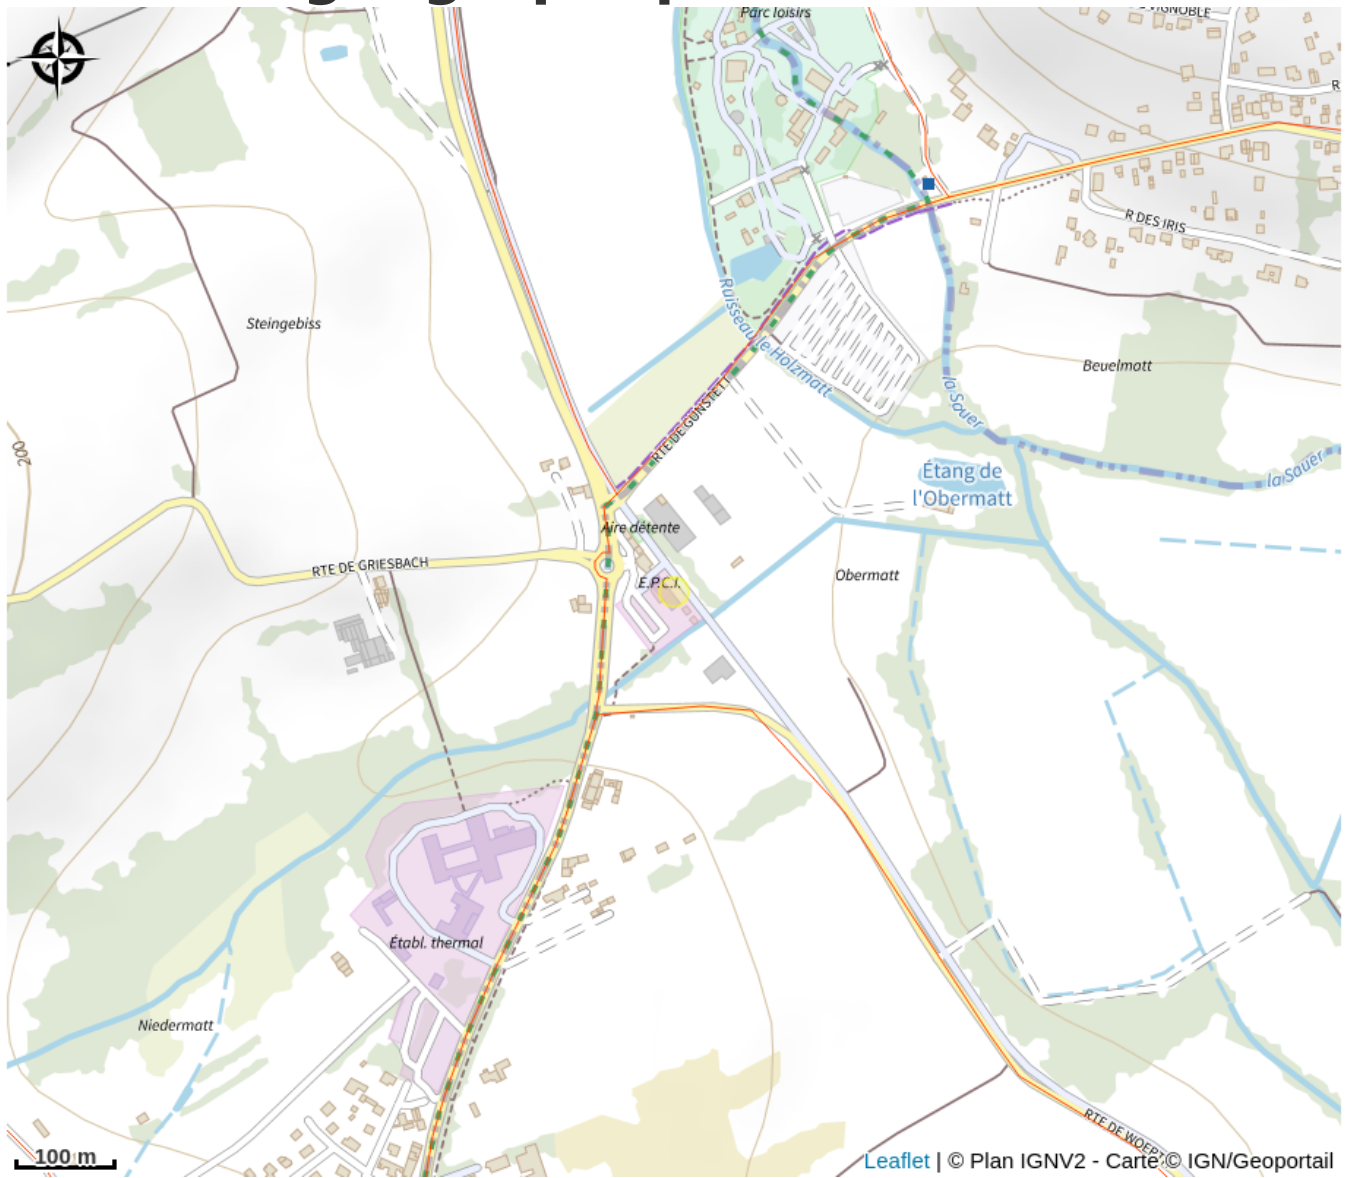 Parc loisirs
VIGNOBLE
R
R DES IRIS
Steingebiss
Ruisseau le Holzmatt
Beuelmatt
la Sauer
RTE DE GUNSTETT
200
Étang de
l'Obermatt
la Sauer
Aire détente
RTE DE GRIESBACH
E.P.C.I.
Obermatt
Établ. thermal
Niedermatt
RTE DE WOERTH
100 m
Leaflet | © Plan IGNV2 - Carte © IGN/Geoportail